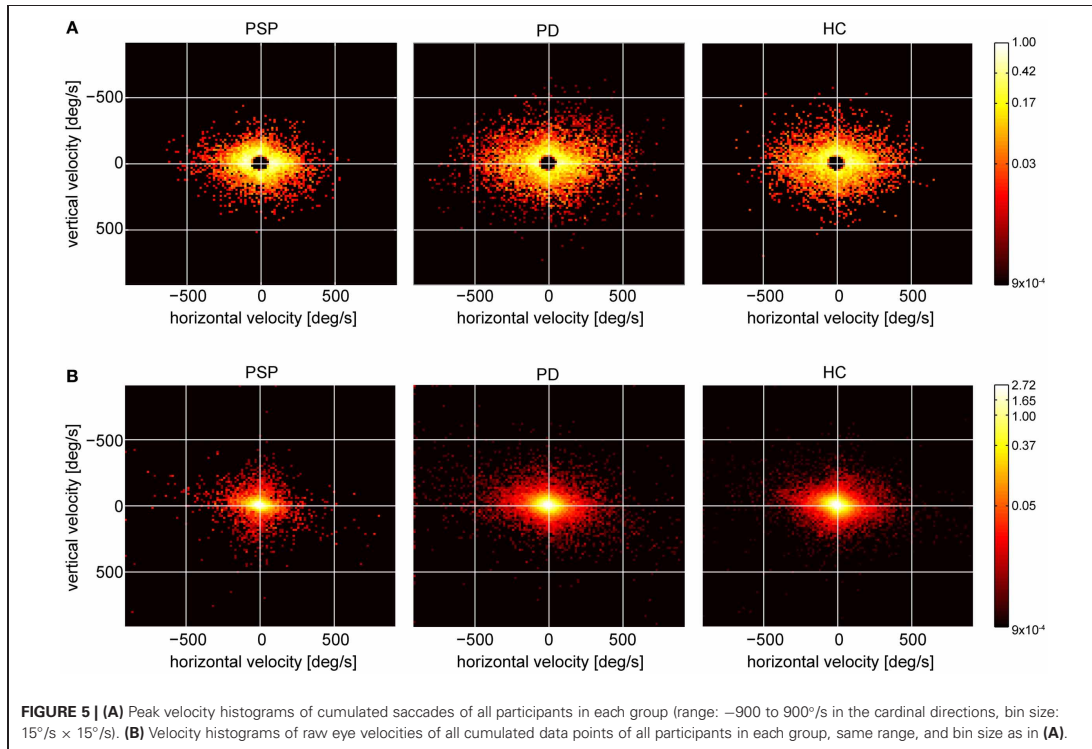 A
PSP PD HC
−500
0
500
vertical velocity [deg/s]
1.00
0.42
0.17
0.03
9x10-4
−500 0 500 −500 0 500 −500 0 500
horizontal velocity [deg/s] horizontal velocity [deg/s] horizontal velocity [deg/s]
B
PSP PD HC
−500
0
500
vertical velocity [deg/s]
2.72
1.65
1.00
0.37
0.05
9x10-4
−500 0 500 −500 0 500 −500 0 500
horizontal velocity [deg/s] horizontal velocity [deg/s] horizontal velocity [deg/s]
FIGURE 5 | (A) Peak velocity histograms of cumulated saccades of all participants in each group (range: −900 to 900°/s in the cardinal directions, bin size:
15°/s × 15°/s). (B) Velocity histograms of raw eye velocities of all cumulated data points of all participants in each group, same range, and bin size as in (A).